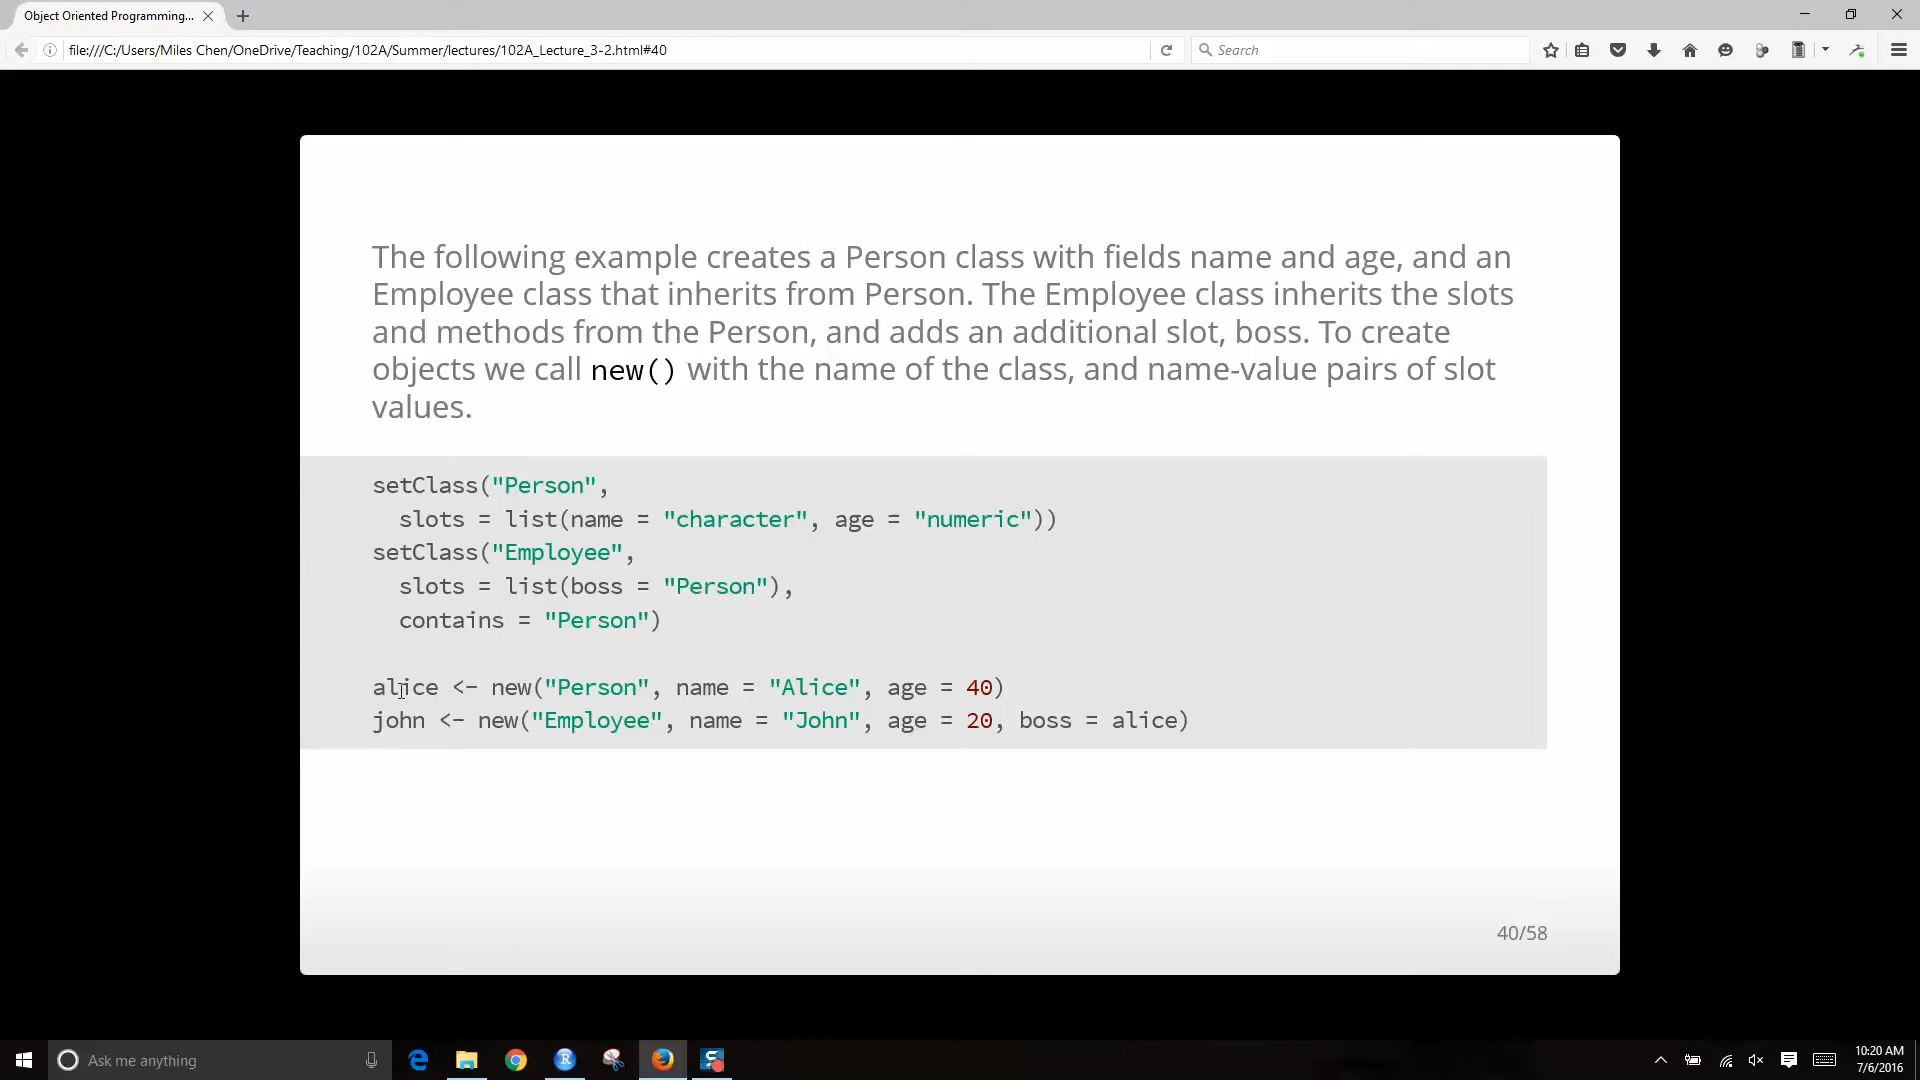 Object Oriented Programming...
file:///C:/Users/Miles Chen/OneDrive/Teaching/102A/Summer/lectures/102A_Lecture_3-2.html#40
Search
The following example creates a Person class with fields name and age, and an
Employee class that inherits from Person. The Employee class inherits the slots
and methods from the Person, and adds an additional slot, boss. To create
objects we call new() with the name of the class, and name-value pairs of slot
values.
setClass("Person",
  slots = list(name = "character", age = "numeric"))
setClass("Employee",
  slots = list(boss = "Person"),
  contains = "Person")
alice <- new("Person", name = "Alice", age = 40)
john <- new("Employee", name = "John", age = 20, boss = alice)
40/58
Ask me anything
10:20 AM
7/6/2016